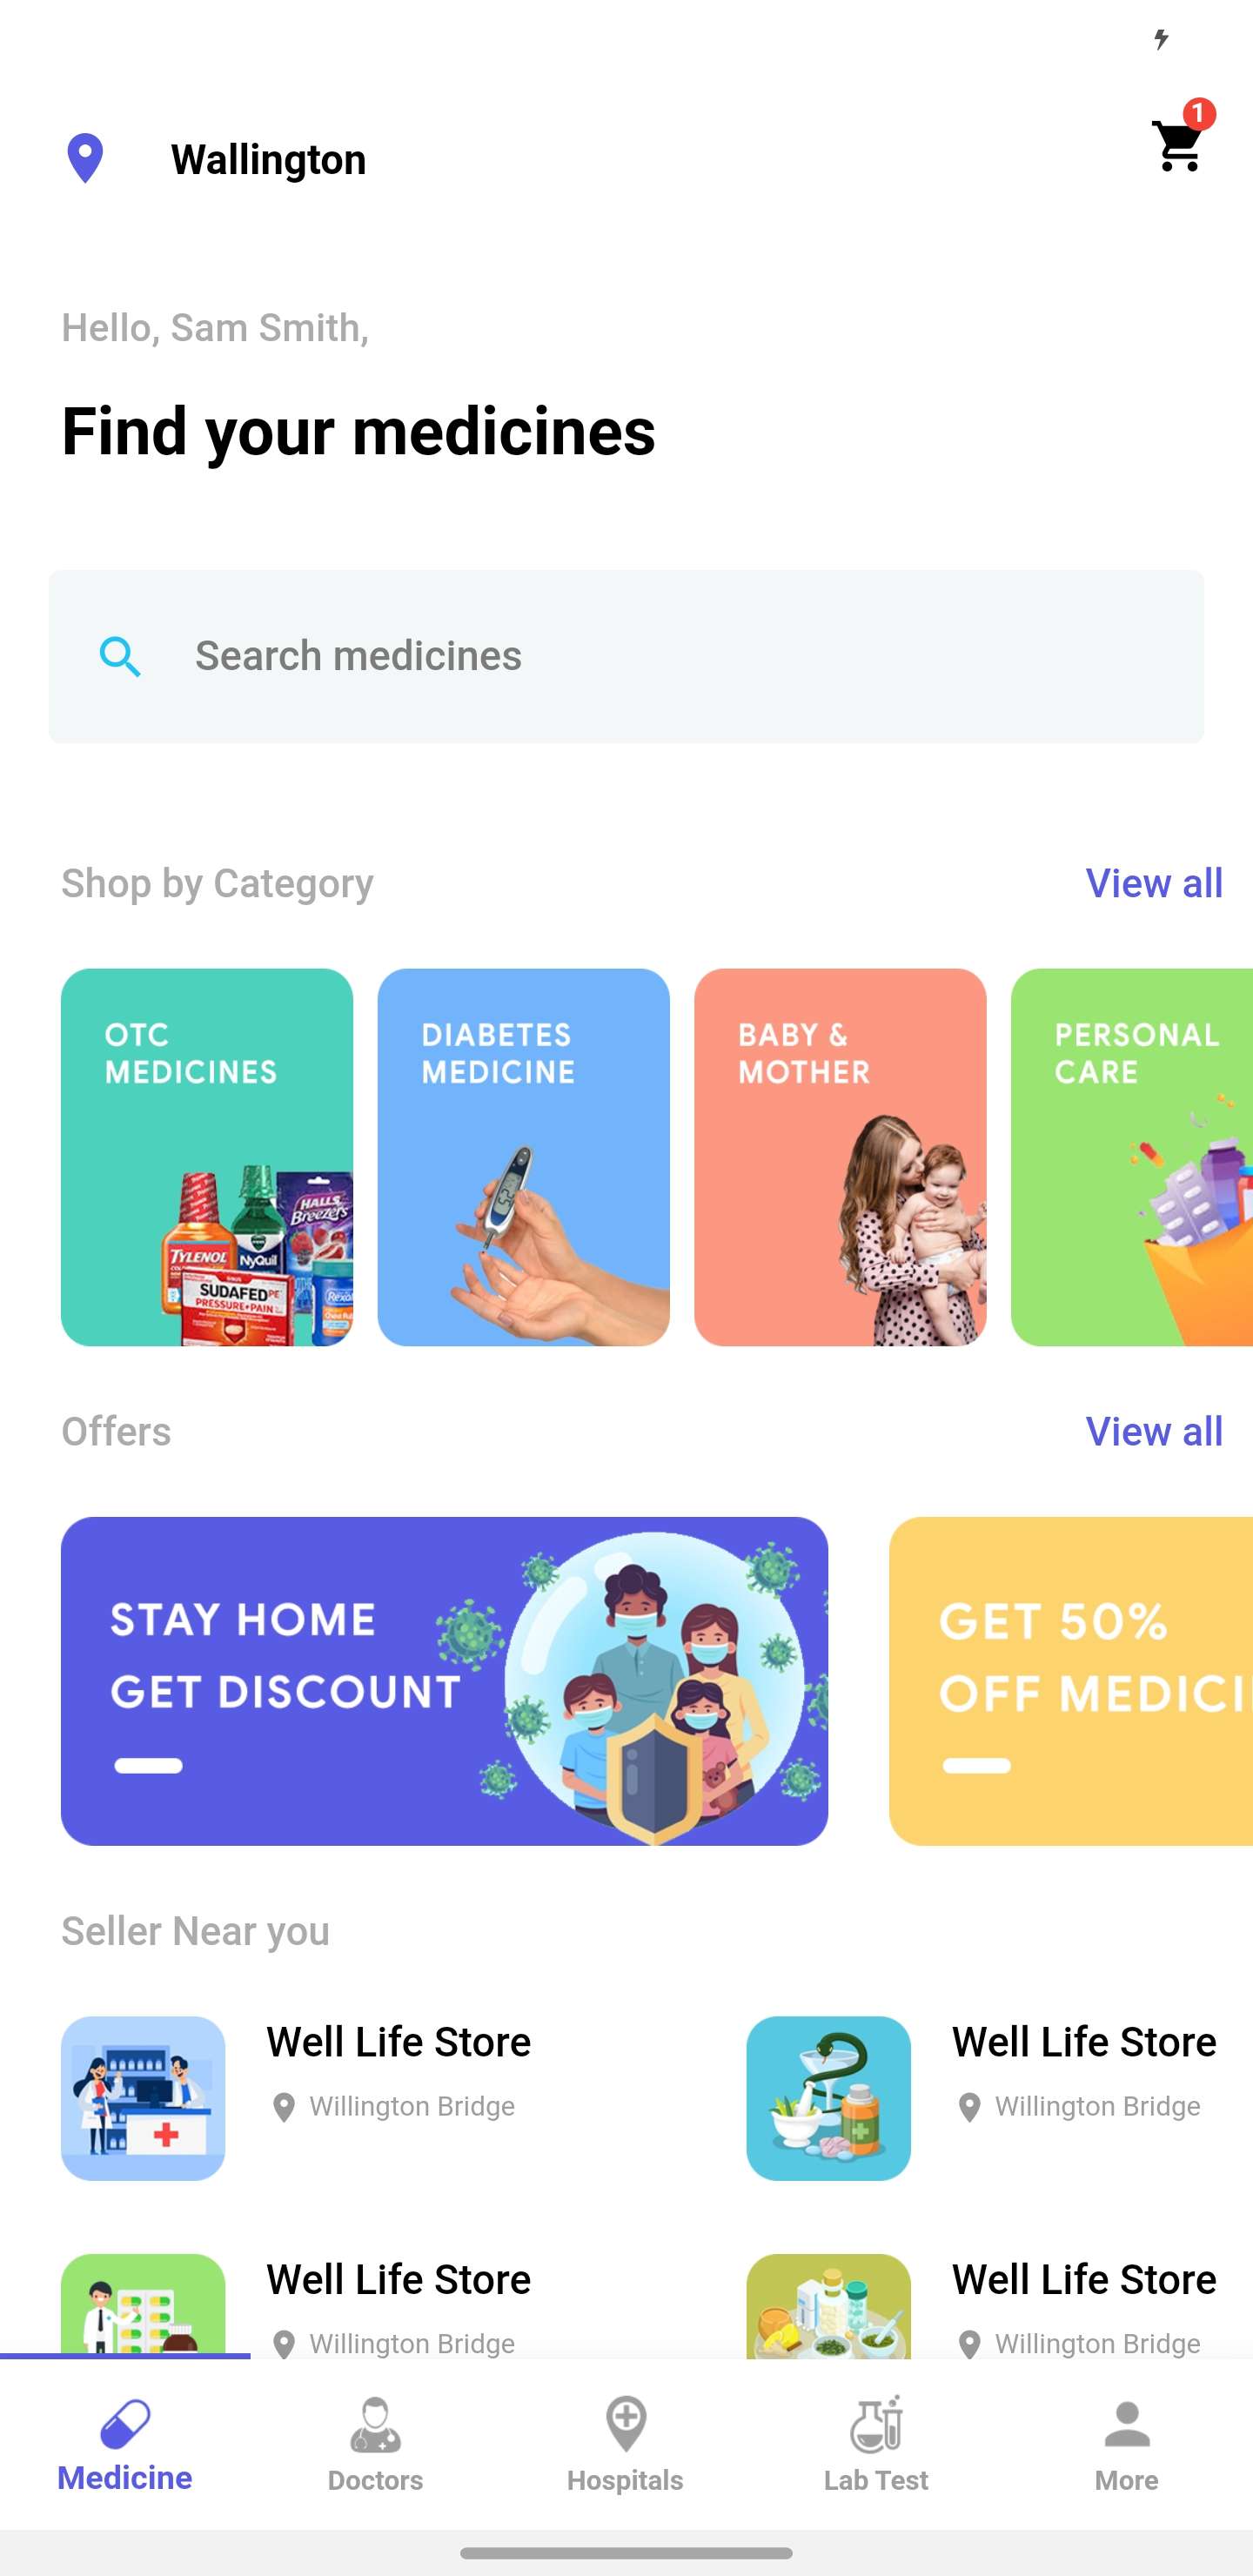 1
Wallington
Hello, Sam Smith,
Find your medicines
Search medicines
Shop by Category
View all
OTC
MEDICINES
DIABETES
MEDICINE
BABY &
MOTHER
PERSONAL
CARE
HALLS
Breezers
TYLENOL
NyQuil
SUDAFED PE
PRESSURE+PAIN
Offers
View all
STAY HOME
GET DISCOUNT
GET 50%
OFF MEDICI
Seller Near you
Well Life Store
Willington Bridge
Well Life Store
Willington Bridge
Well Life Store
Willington Bridge
Well Life Store
Willington Bridge
Medicine
Doctors
Hospitals
Lab Test
More